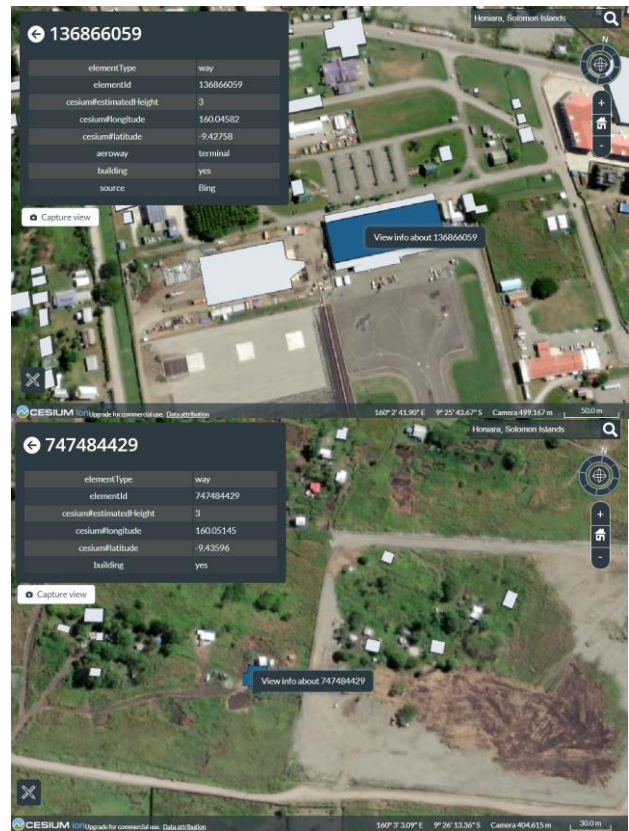 136866059
Honiara, Solomon Islands
N
elementType way
elementId 136866059
cesium#estimatedHeight 3
cesium#longitude 160.04582
cesium#latitude -9.42758
aeroway terminal
building yes
source Bing
+
-
Capture view
View info about 136866059
CESIUM ion Upgrade for commercial use. Data attribution
160° 2' 41.90" E 9° 25' 43.67" S Camera 499.167 m 50.0 m
747484429
Honiara, Solomon Islands
N
elementType way
elementId 747484429
cesium#estimatedHeight 3
cesium#longitude 160.05145
cesium#latitude -9.43596
building yes
+
-
Capture view
View info about 747484429
CESIUM ion Upgrade for commercial use. Data attribution
160° 3' 3.09" E 9° 26' 13.36" S Camera 404.615 m 30.0 m